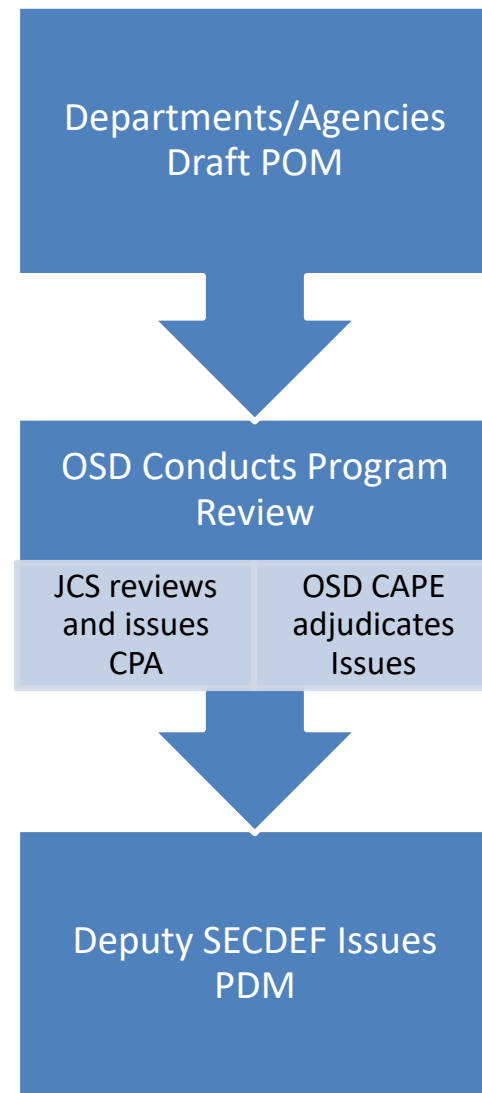 Departments/Agencies
Draft POM
OSD Conducts Program
Review
JCS reviews
and issues
CPA
OSD CAPE
adjudicates
Issues
Deputy SECDEF Issues
PDM